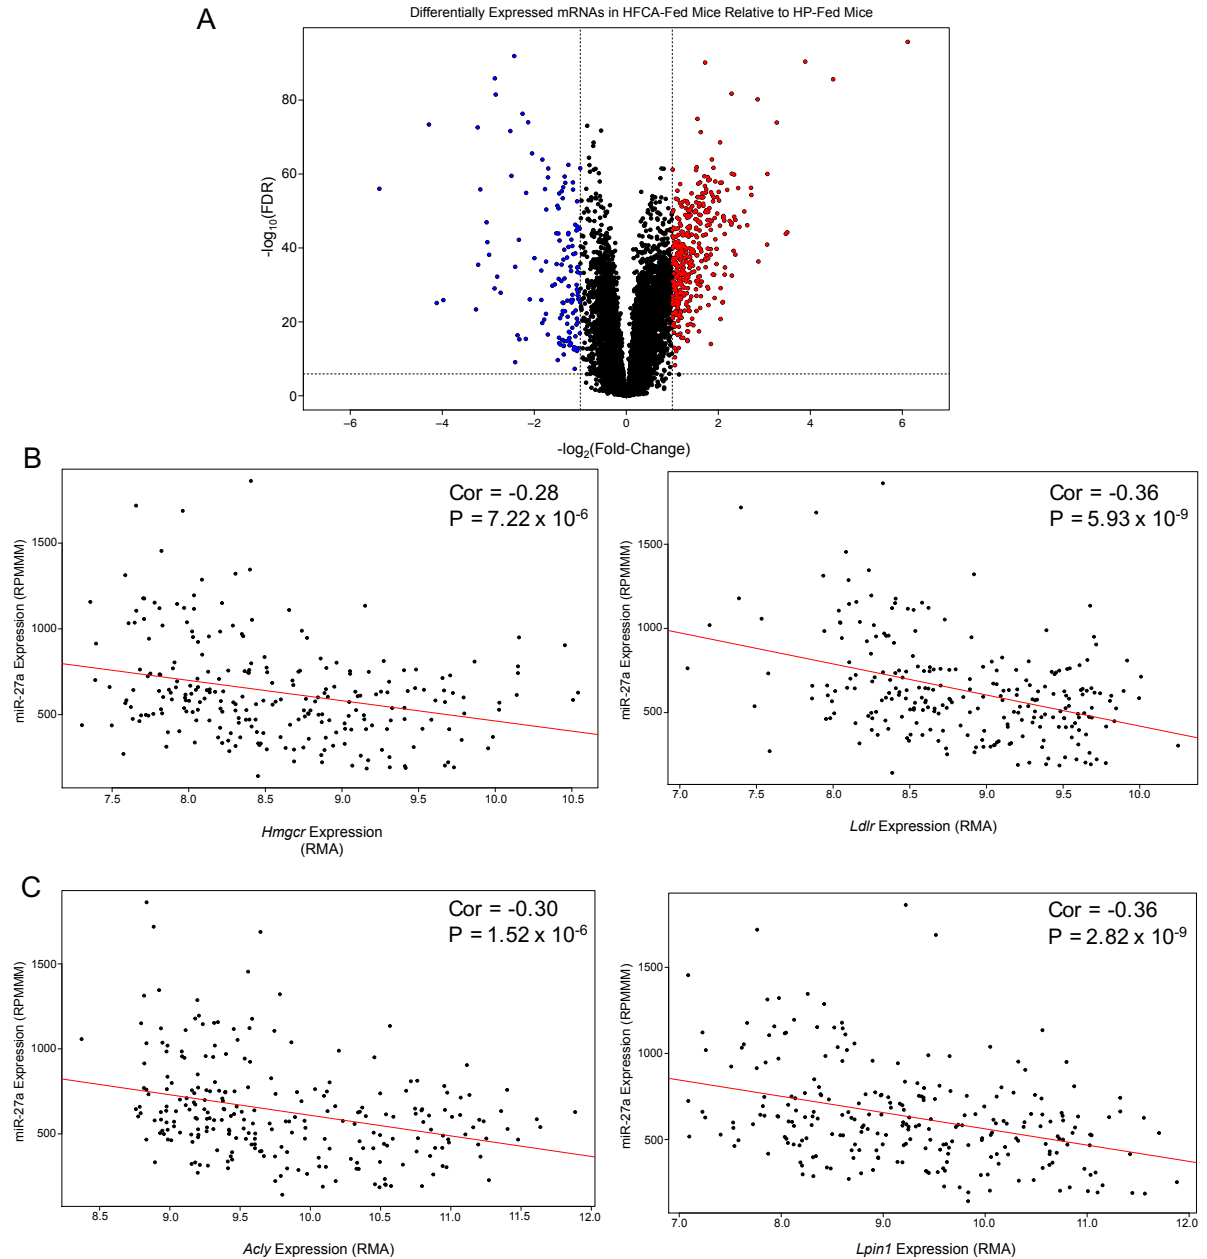 A
Differentially Expressed mRNAs in HFCA-Fed Mice Relative to HP-Fed Mice
-log10(FDR)
80
60
40
20
0
−6
−4
−2
0
2
4
6
-log2(Fold-Change)
B
Cor = -0.28
P = 7.22 x 10-6
miR-27a Expression (RPMMM)
1500
1000
500
7.5
8.0
8.5
9.0
9.5
10.0
10.5
Hmgcr Expression
(RMA)
Cor = -0.36
P = 5.93 x 10-9
miR-27a Expression (RPMMM)
1500
1000
500
7.0
7.5
8.0
8.5
9.0
9.5
10.0
Ldlr Expression (RMA)
C
Cor = -0.30
P = 1.52 x 10-6
miR-27a Expression (RPMMM)
1500
1000
500
8.5
9.0
9.5
10.0
10.5
11.0
11.5
12.0
Acly Expression (RMA)
Cor = -0.36
P = 2.82 x 10-9
miR-27a Expression (RPMMM)
1500
1000
500
7.0
8.0
9.0
10.0
11.0
12.0
Lpin1 Expression (RMA)